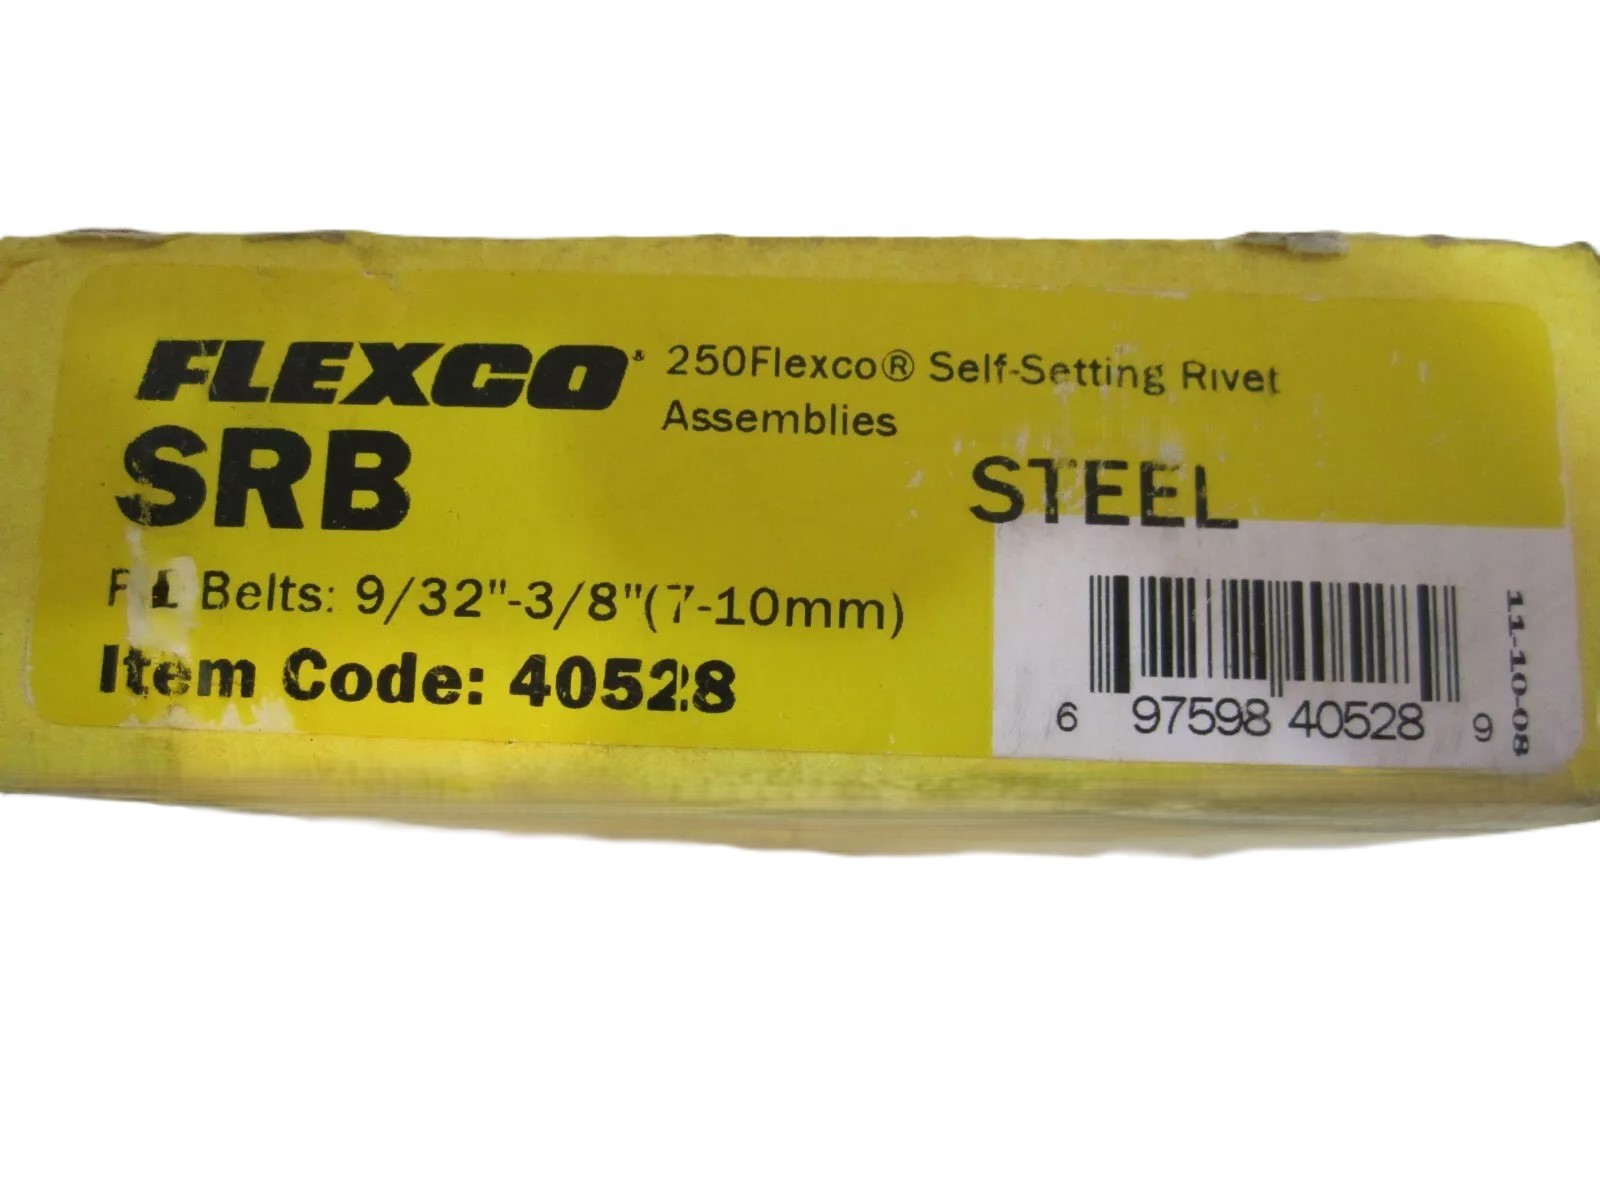 FLEXCO® 250Flexco® Self-Setting Rivet
Assemblies
SRB
STEEL
Belts: 9/32"-3/8"(7-10mm)
Item Code: 40528
6 97598 40528 9
11-10-08